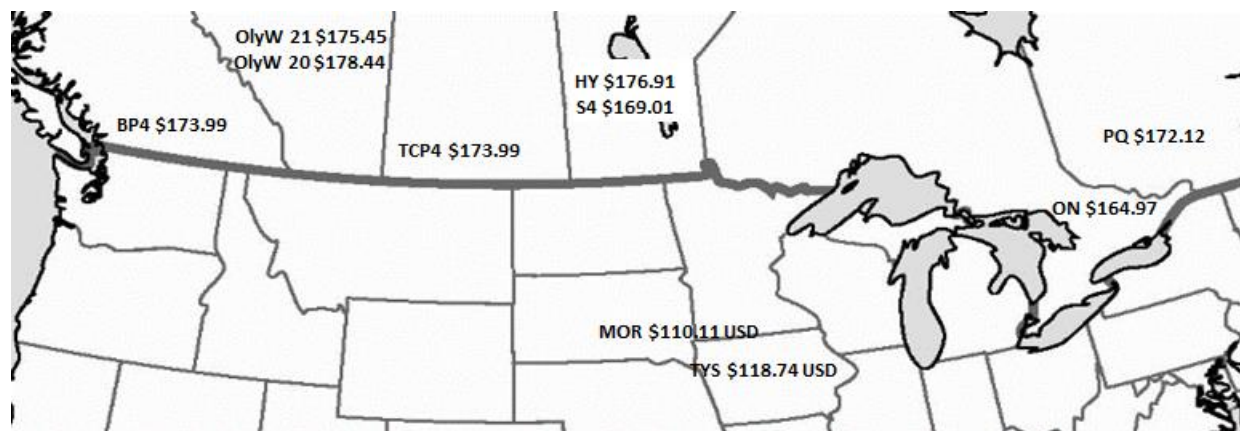 OlyW 21 $175.45
OlyW 20 $178.44
HY $176.91
S4 $169.01
BP4 $173.99
TCP4 $173.99
PQ $172.12
ON $164.97
MOR $110.11 USD
TYS $118.74 USD